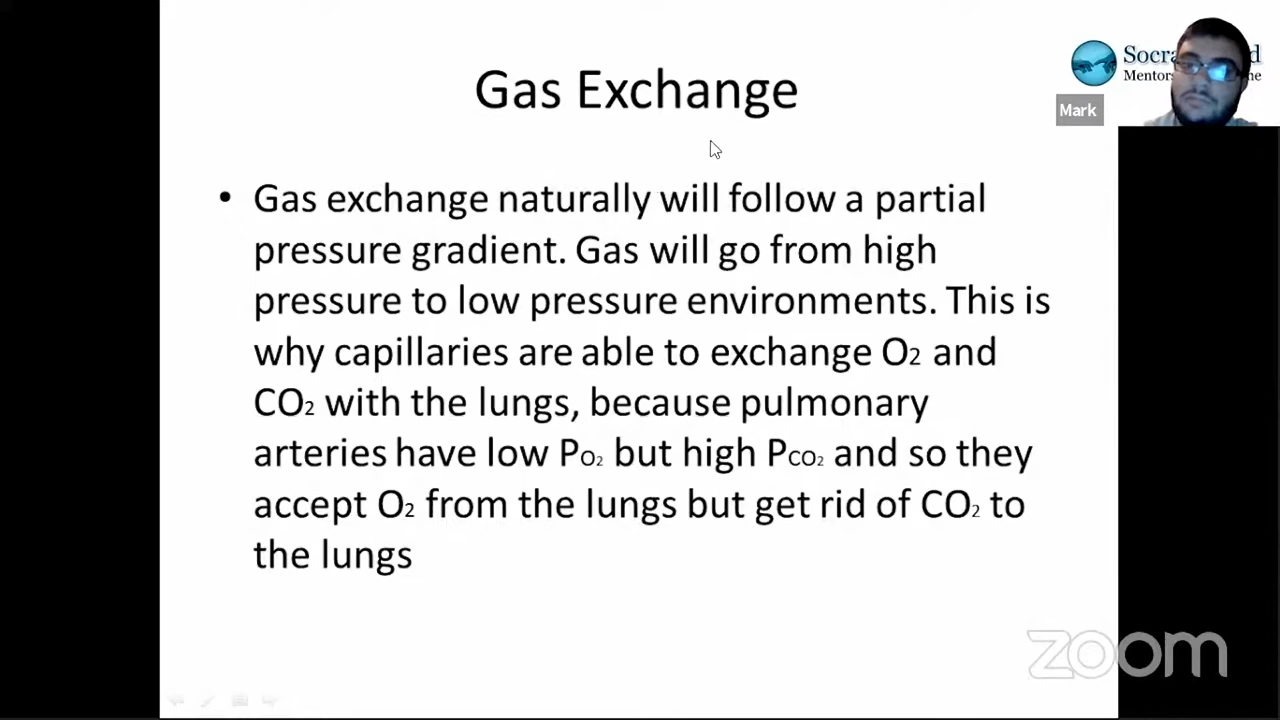 Gas Exchange
• Gas exchange naturally will follow a partial
pressure gradient. Gas will go from high
pressure to low pressure environments. This is
why capillaries are able to exchange O₂ and
CO₂ with the lungs, because pulmonary
arteries have low PO₂ but high PCO₂ and so they
accept O₂ from the lungs but get rid of CO₂ to
the lungs
Mark
zoom